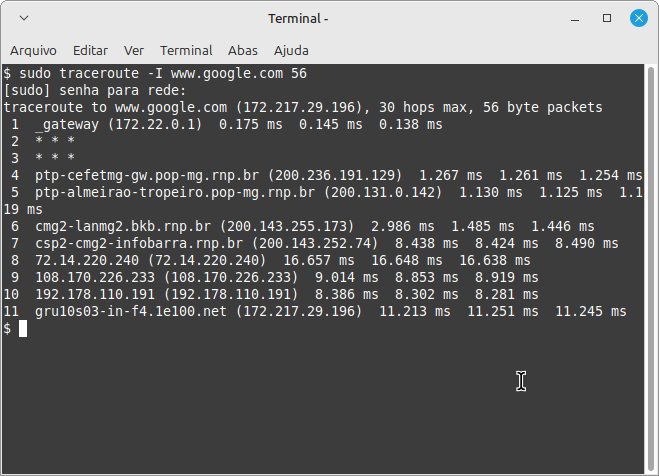 Terminal -
Arquivo Editar Ver Terminal Abas Ajuda
$ sudo traceroute -I www.google.com 56
[sudo] senha para rede:
traceroute to www.google.com (172.217.29.196), 30 hops max, 56 byte packets
 1  _gateway (172.22.0.1)  0.175 ms  0.145 ms  0.138 ms
 2  * * *
 3  * * *
 4  ptp-cefetmg-gw.pop-mg.rnp.br (200.236.191.129)  1.267 ms  1.261 ms  1.254 ms
 5  ptp-almeirao-tropeiro.pop-mg.rnp.br (200.131.0.142)  1.130 ms  1.125 ms  1.1
19 ms
 6  cmg2-lanmg2.bkb.rnp.br (200.143.255.173)  2.986 ms  1.485 ms  1.446 ms
 7  csp2-cmg2-infobarra.rnp.br (200.143.252.74)  8.438 ms  8.424 ms  8.490 ms
 8  72.14.220.240 (72.14.220.240)  16.657 ms  16.648 ms  16.638 ms
 9  108.170.226.233 (108.170.226.233)  9.014 ms  8.853 ms  8.919 ms
10  192.178.110.191 (192.178.110.191)  8.386 ms  8.302 ms  8.281 ms
11  gru10s03-in-f4.1e100.net (172.217.29.196)  11.213 ms  11.251 ms  11.245 ms
$